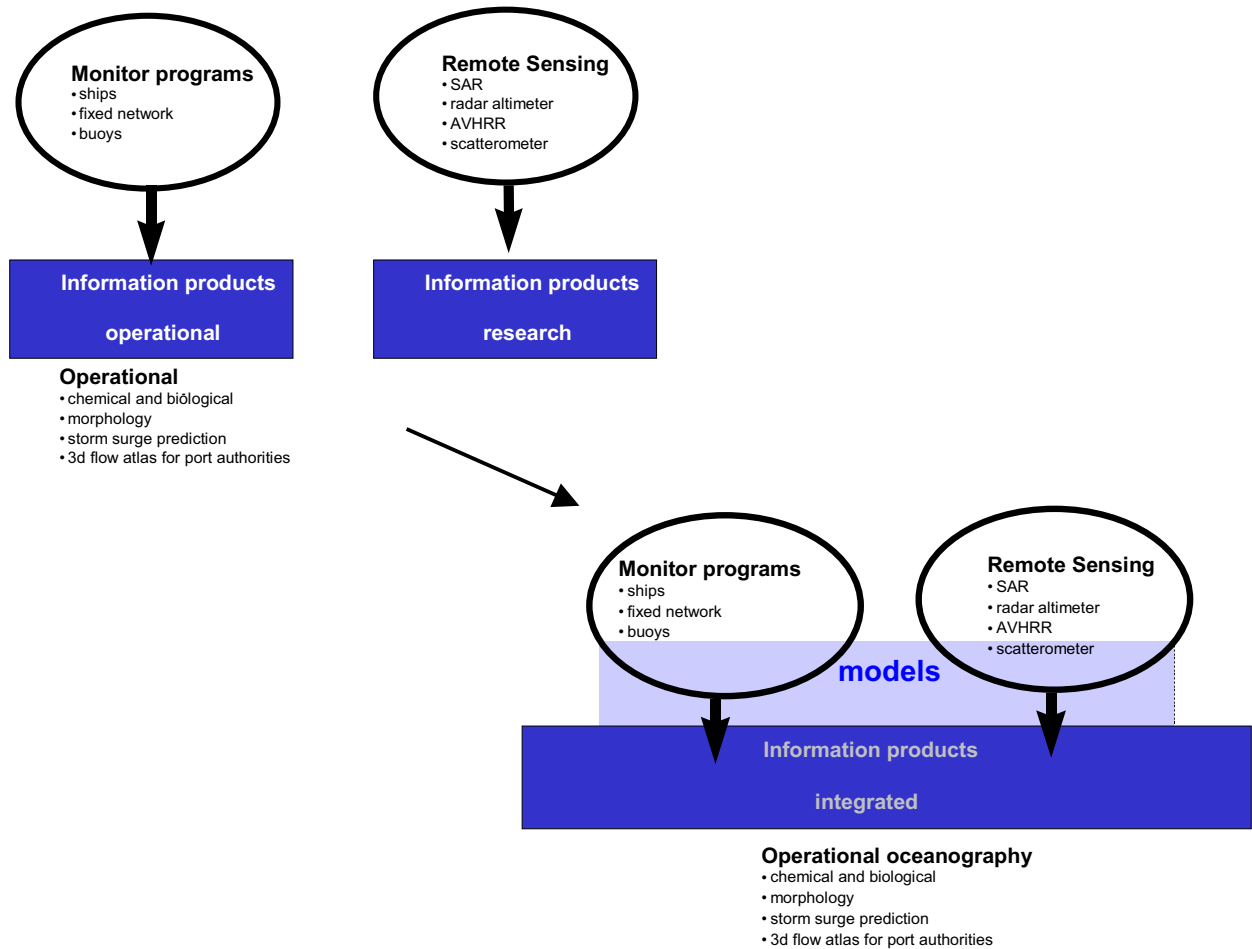 Monitor programs
• ships
• fixed network
• buoys
Remote Sensing
• SAR
• radar altimeter
• AVHRR
• scatterometer
Information products
operational
Information products
research
Operational
• chemical and biological
• morphology
• storm surge prediction
• 3d flow atlas for port authorities
Monitor programs
• ships
• fixed network
• buoys
Remote Sensing
• SAR
• radar altimeter
• AVHRR
• scatterometer
models
Information products
integrated
Operational oceanography
• chemical and biological
• morphology
• storm surge prediction
• 3d flow atlas for port authorities